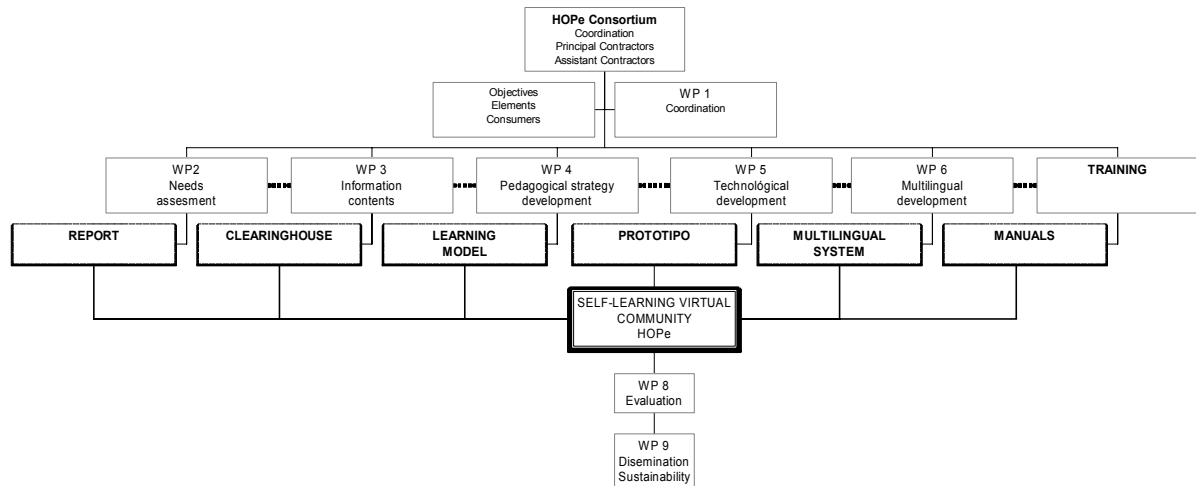 HOPe Consortium
Coordination
Principal Contractors
Assistant Contractors
Objectives
Elements
Consumers
WP 1
Coordination
WP2
Needs
assesment
WP 3
Information
contents
WP 4
Pedagogical strategy
development
WP 5
Technológical
development
WP 6
Multilingual
development
TRAINING
REPORT
CLEARINGHOUSE
LEARNING
MODEL
PROTOTIPO
MULTILINGUAL
SYSTEM
MANUALS
SELF-LEARNING VIRTUAL
COMMUNITY
HOPe
WP 8
Evaluation
WP 9
Disemination
Sustainability